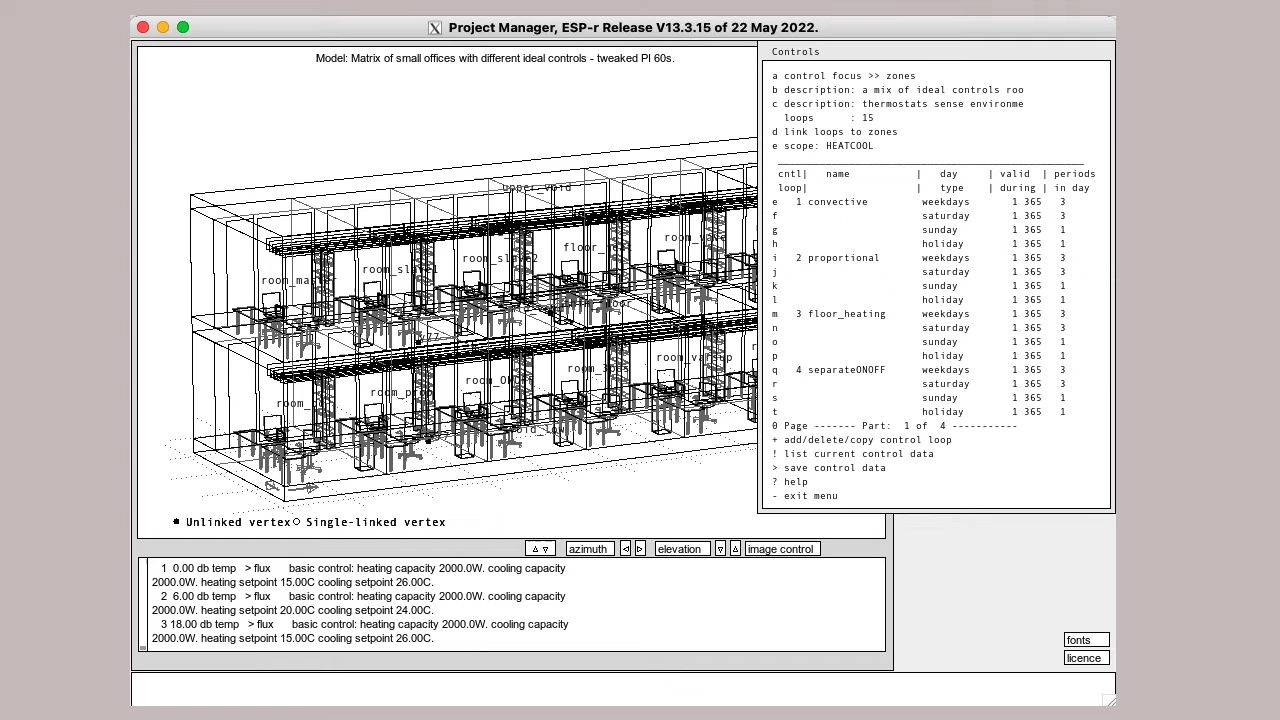 Project Manager, ESP-r Release V13.3.15 of 22 May 2022.
Model: Matrix of small offices with different ideal controls - tweaked PI 60s.
upper_void
room_slave2
room_
Unlinked vertex Single-linked vertex
azimuth
elevation
image control
1 0.00 db temp > flux basic control: heating capacity 2000.0W. cooling capacity
2000.0W. heating setpoint 15.00C cooling setpoint 26.00C.
2 6.00 db temp > flux basic control: heating capacity 2000.0W. cooling capacity
2000.0W. heating setpoint 20.00C cooling setpoint 24.00C.
3 18.00 db temp > flux basic control: heating capacity 2000.0W. cooling capacity
2000.0W. heating setpoint 15.00C cooling setpoint 26.00C.
Controls
a control focus >> zones
b description: a mix of ideal controls roo
c description: thermostats sense environme
loops : 15
d link loops to zones
e scope: HEATCOOL
cntl| name | day | valid | periods
loop| | type | during | in day
e 1 convective weekdays 1 365 3
f saturday 1 365 3
g sunday 1 365 1
h holiday 1 365 1
i 2 proportional weekdays 1 365 3
j saturday 1 365 3
k sunday 1 365 1
l holiday 1 365 1
m 3 floor_heating weekdays 1 365 3
n saturday 1 365 3
o sunday 1 365 1
p holiday 1 365 1
q 4 separateONOFF weekdays 1 365 3
r saturday 1 365 3
s sunday 1 365 1
t holiday 1 365 1
0 Page ------- Part: 1 of 4 -----------
+ add/delete/copy control loop
! list current control data
> save control data
? help
- exit menu
fonts
licence